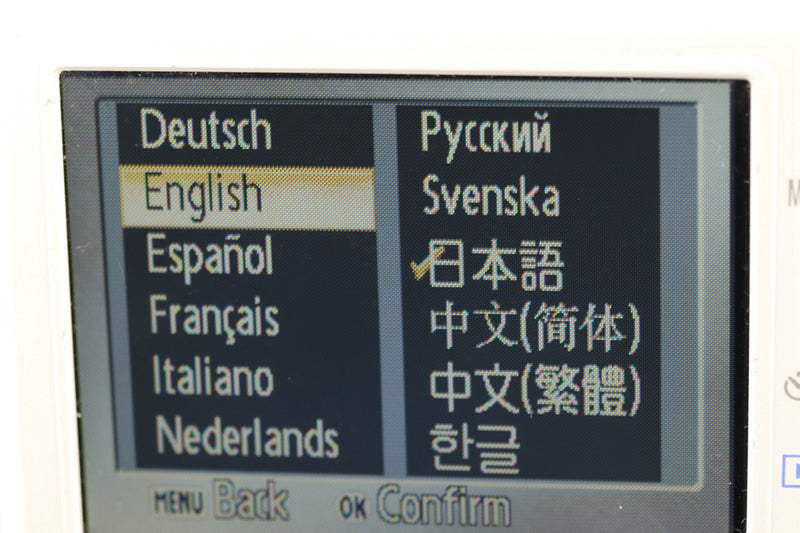 Deutsch
English
Español
Français
Italiano
Nederlands
Русский
Svenska
日本語
中文(简体)
中文(繁體)
한글
MENU Back OK Confirm
M